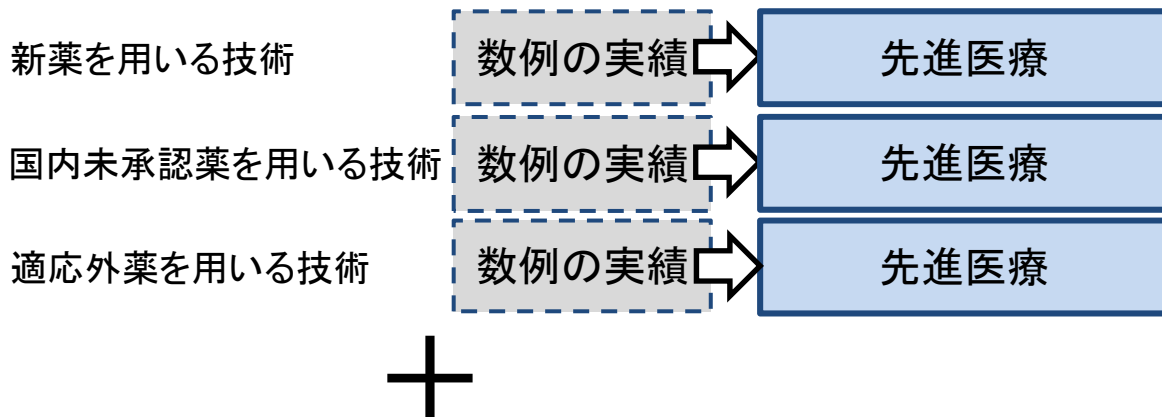 新薬を用いる技術 数例の実績 先進医療
国内未承認薬を用いる技術 数例の実績 先進医療
適応外薬を用いる技術 数例の実績 先進医療
+